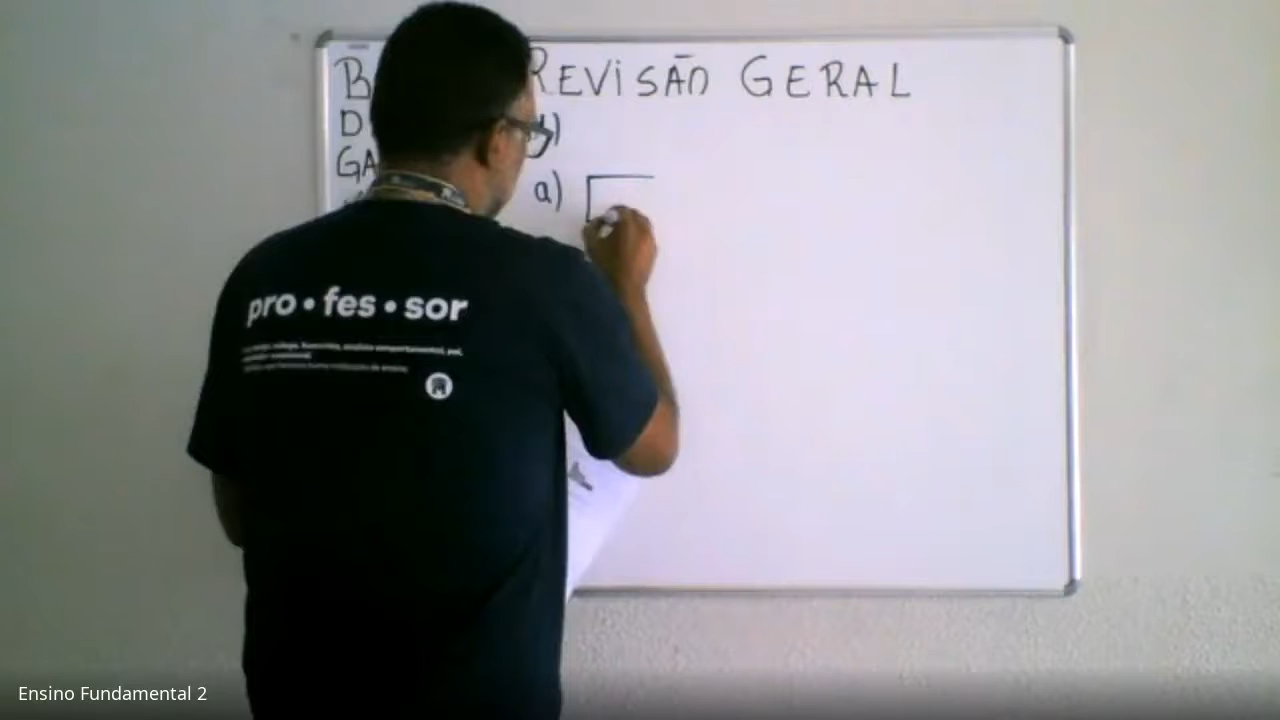 B REVISÃO GERAL
D b)
GA
a)
pro • fes • sor
Ensino Fundamental 2